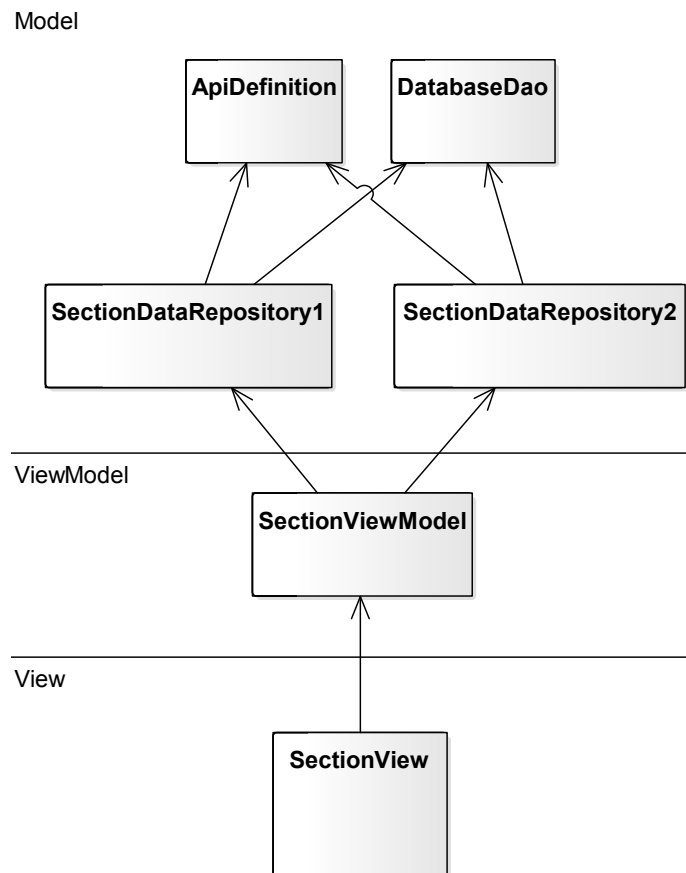 Model
ApiDefinition
DatabaseDao
SectionDataRepository1
SectionDataRepository2
ViewModel
SectionViewModel
View
SectionView